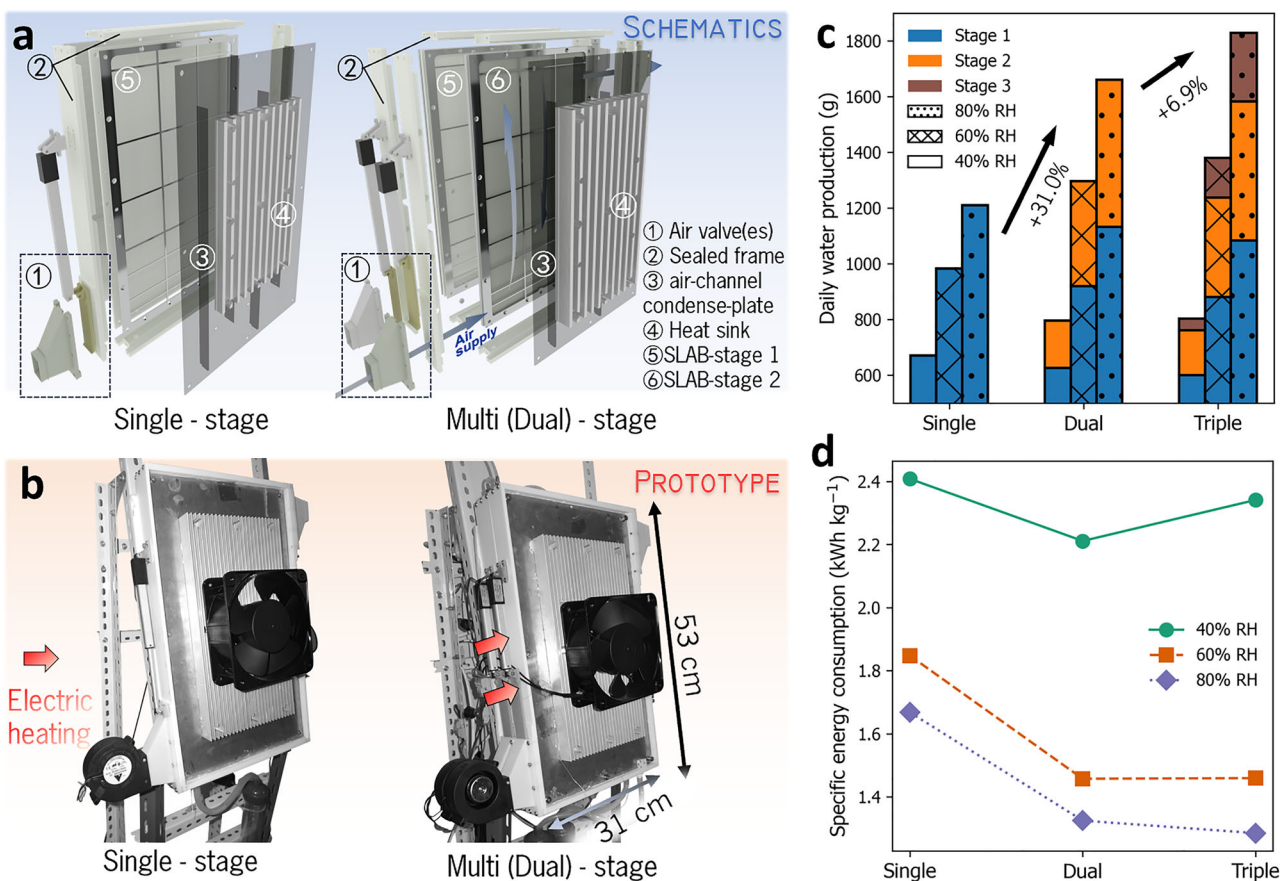 a
SCHEMATICS
②
⑤
③
④
①
②
⑤
⑥
③
④
①
Air
supply
① Air valve(es)
② Sealed frame
③ air-channel
condense-plate
④ Heat sink
⑤SLAB-stage 1
⑥SLAB-stage 2
Single - stage
Multi (Dual) - stage
b
PROTOTYPE
Electric
heating
53 cm
31 cm
Single - stage
Multi (Dual) - stage
c
Daily water production (g)
1800
1600
1400
1200
1000
800
600
Stage 1
Stage 2
Stage 3
80% RH
60% RH
40% RH
+31.0%
+6.9%
Single
Dual
Triple
d
Specific energy consumption (kWh kg⁻¹)
2.4
2.2
2.0
1.8
1.6
1.4
40% RH
60% RH
80% RH
Single
Dual
Triple